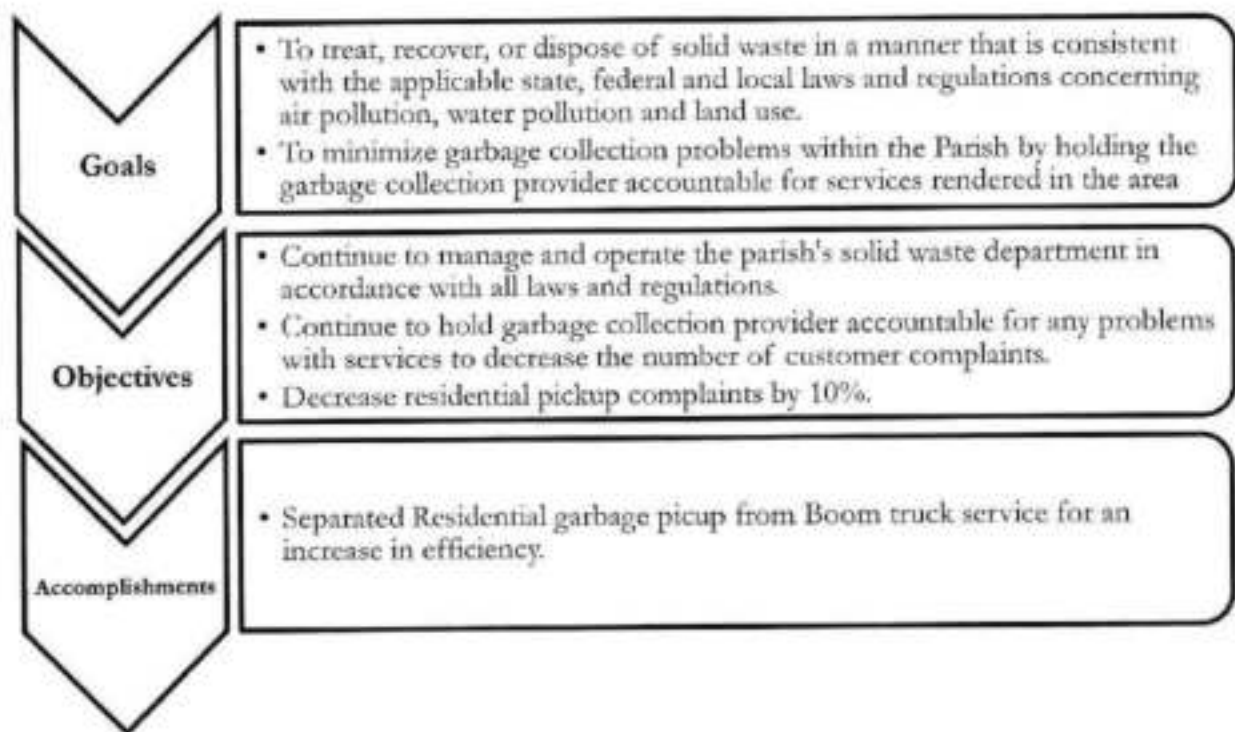 Goals
• To treat, recover, or dispose of solid waste in a manner that is consistent
with the applicable state, federal and local laws and regulations concerning
air pollution, water pollution and land use.
• To minimize garbage collection problems within the Parish by holding the
garbage collection provider accountable for services rendered in the area
Objectives
• Continue to manage and operate the parish's solid waste department in
accordance with all laws and regulations.
• Continue to hold garbage collection provider accountable for any problems
with services to decrease the number of customer complaints.
• Decrease residential pickup complaints by 10%.
Accomplishments
• Separated Residential garbage picup from Boom truck service for an
increase in efficiency.